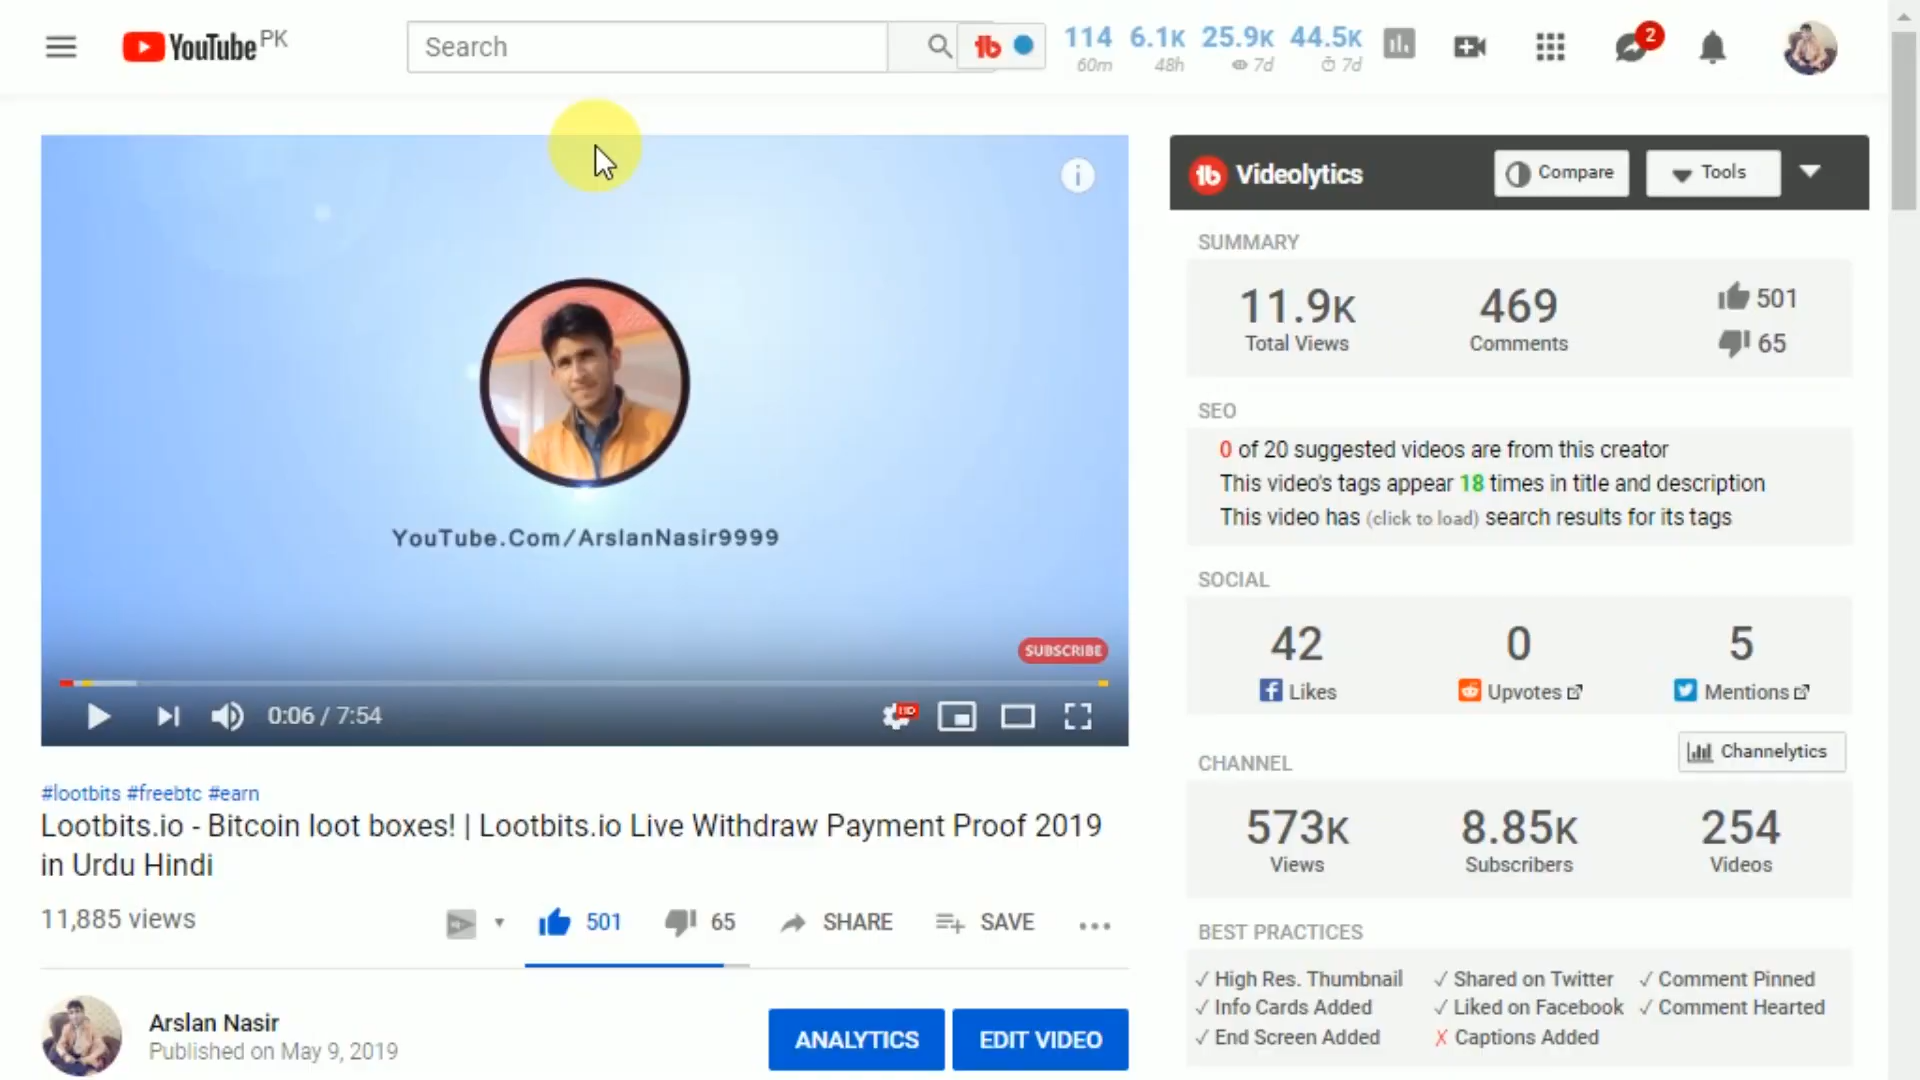 YouTube PK
Search
114 6.1K 25.9K 44.5K
60m 48h 7d 7d
2
YouTube.Com/ArslanNasir9999
SUBSCRIBE
0:06 / 7:54
HD
#lootbits #freebtc #earn
Lootbits.io - Bitcoin loot boxes! | Lootbits.io Live Withdraw Payment Proof 2019
in Urdu Hindi
11,885 views
501 65 SHARE SAVE
Arslan Nasir
Published on May 9, 2019
ANALYTICS EDIT VIDEO
Videolytics Compare Tools
SUMMARY
11.9K 469 501
Total Views Comments 65
SEO
0 of 20 suggested videos are from this creator
This video's tags appear 18 times in title and description
This video has (click to load) search results for its tags
SOCIAL
42 0 5
Likes Upvotes Mentions
CHANNEL Channelytics
573K 8.85K 254
Views Subscribers Videos
BEST PRACTICES
✓ High Res. Thumbnail ✓ Shared on Twitter ✓ Comment Pinned
✓ Info Cards Added ✓ Liked on Facebook ✓ Comment Hearted
✓ End Screen Added ✗ Captions Added